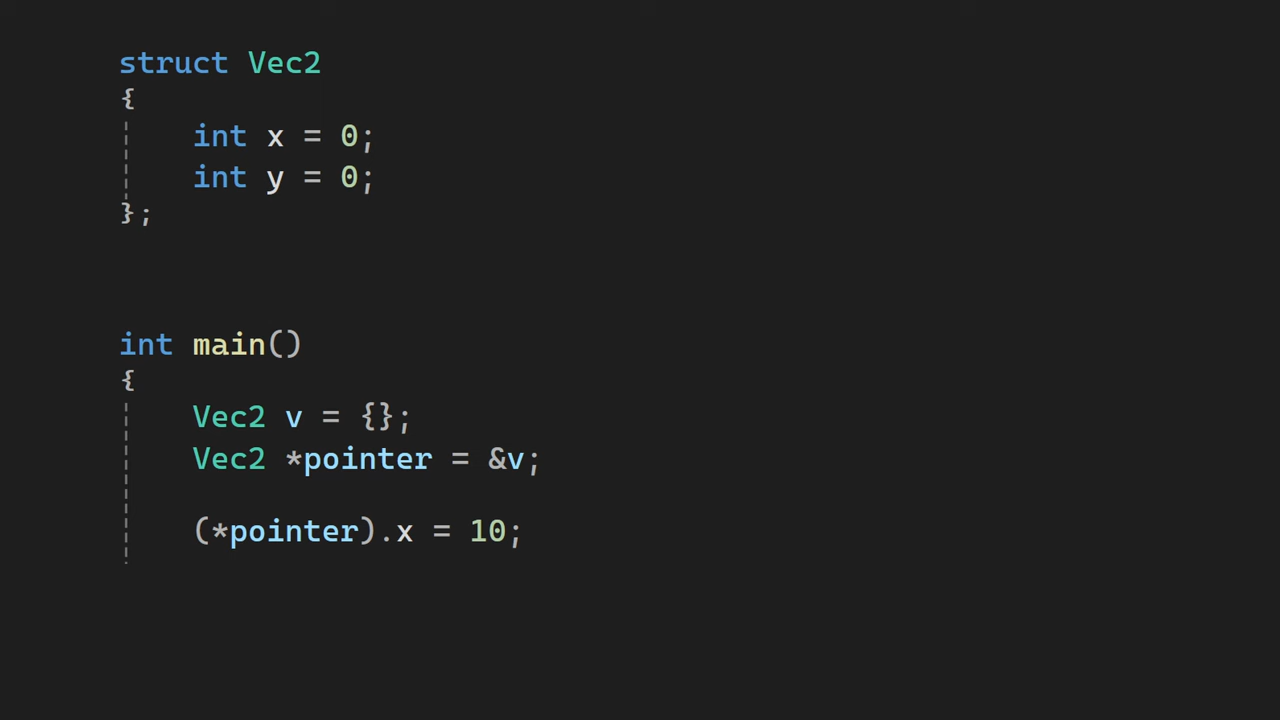 struct Vec2
{
    int x = 0;
    int y = 0;
};
int main()
{
    Vec2 v = {};
    Vec2 *pointer = &v;
    (*pointer).x = 10;